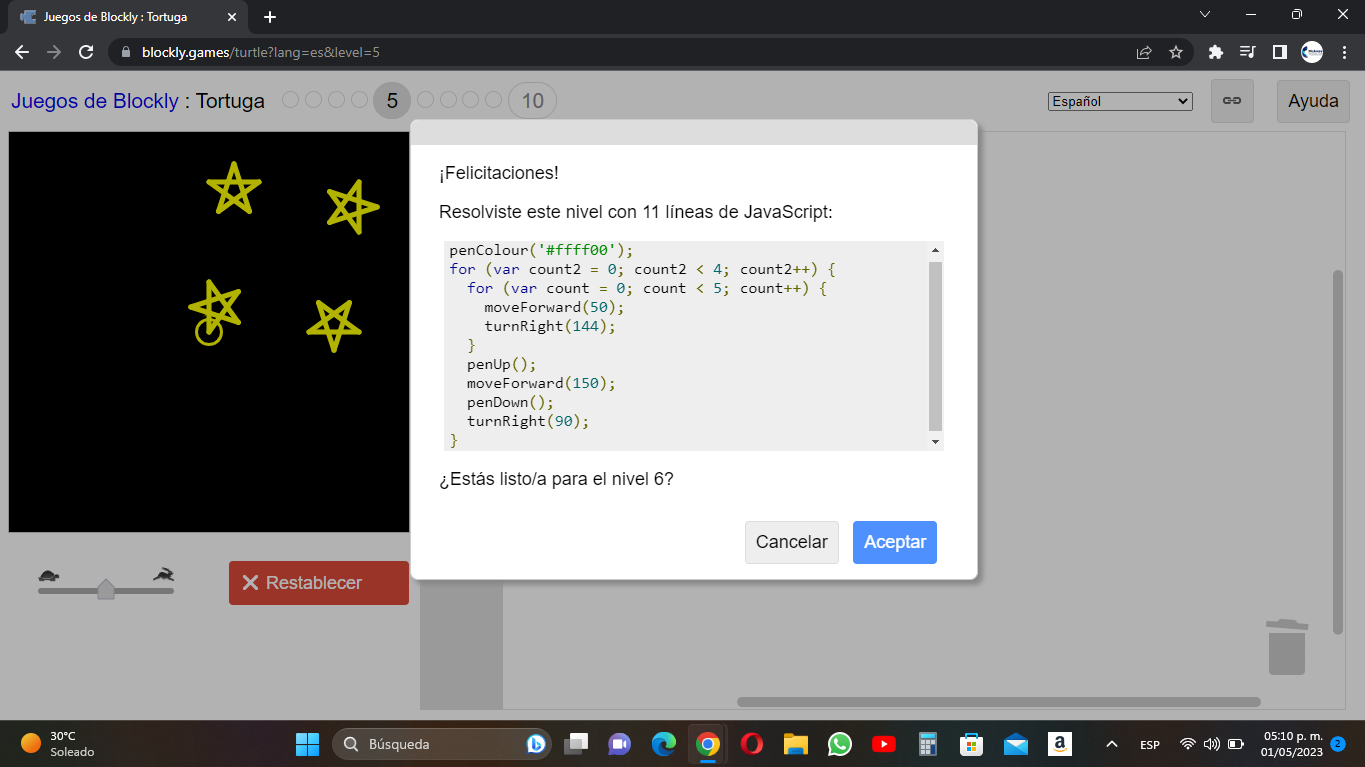 Juegos de Blockly : Tortuga
blockly.games/turtle?lang=es&level=5
Juegos de Blockly : Tortuga 5 10 Español Ayuda
¡Felicitaciones!
Resolviste este nivel con 11 líneas de JavaScript:
penColour('#ffff00');
for (var count2 = 0; count2 < 4; count2++) {
  for (var count = 0; count < 5; count++) {
    moveForward(50);
    turnRight(144);
  }
  penUp();
  moveForward(150);
  penDown();
  turnRight(90);
}
¿Estás listo/a para el nivel 6?
Cancelar Aceptar
Restablecer
30°C
Soleado
Búsqueda
a
ESP
05:10 p. m.
01/05/2023
2